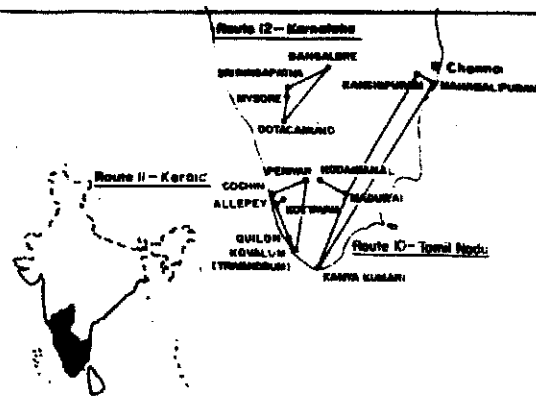 Route 12-Karnataka
BANGALORE
SRIRANGAPATNA
Chennai
KANCHIPURAM
MAHABALIPURAM
MYSORE
OOTACAMUND
PERIYAR
KODAIKANAL
Route 11-Kerala
COCHIN
ALLEPEY
KOTTAYAM
MADURAI
QUILON
KOVALUM
(TRIVANDRUM)
Route 10-Tamil Nadu
KANYA KUMARI